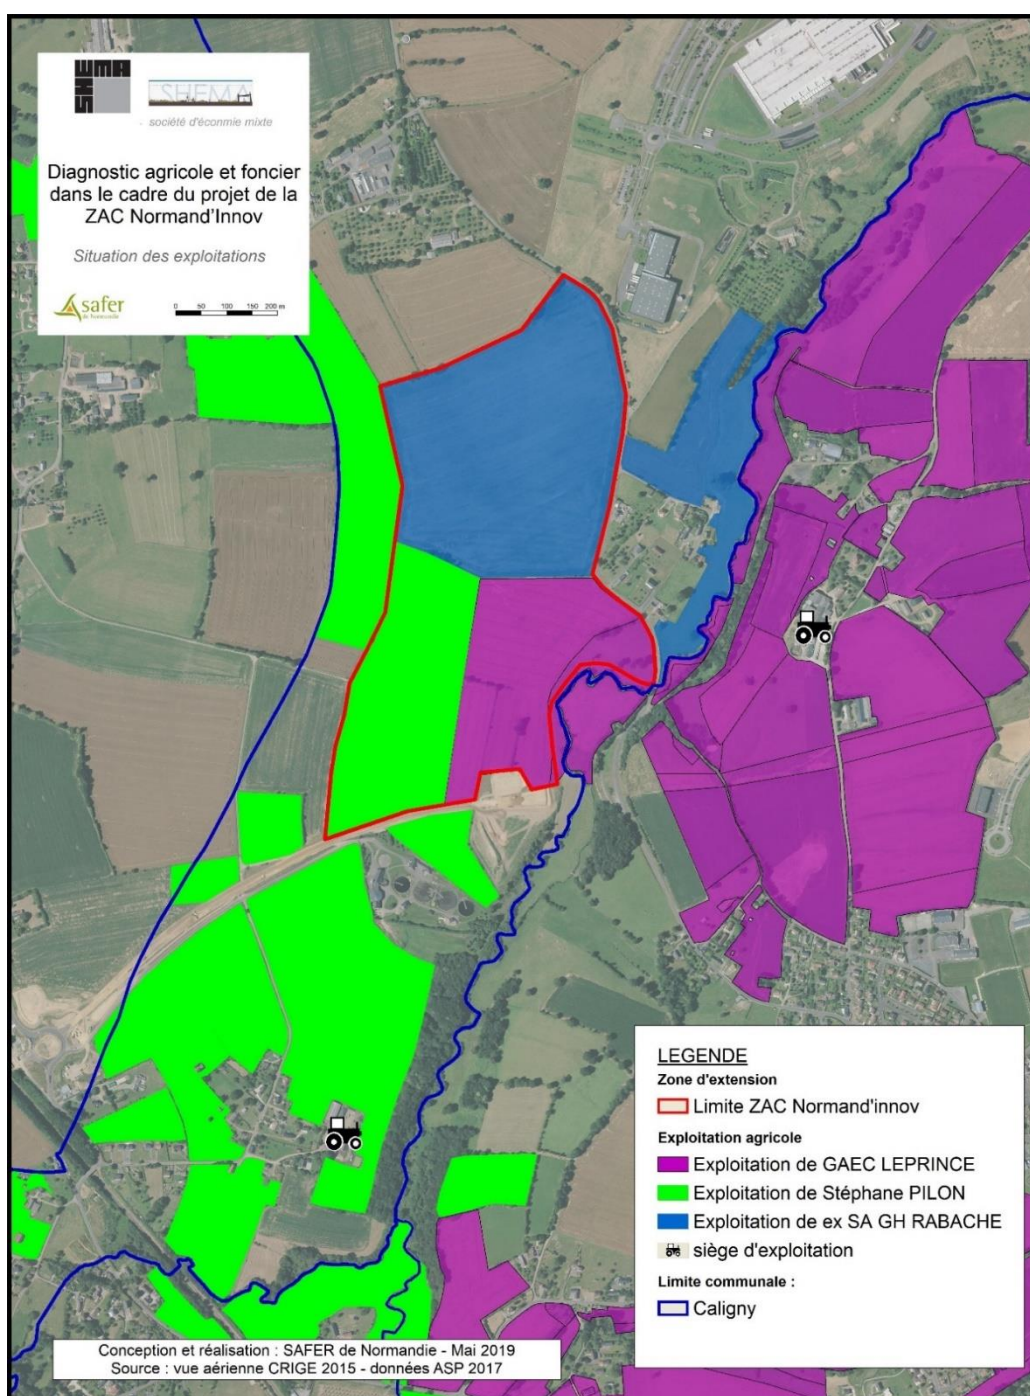 SHEMA
SHEMA
société d'éconmie mixte
Diagnostic agricole et foncier
dans le cadre du projet de la
ZAC Normand'Innov
Situation des exploitations
safer
de Normandie
0 50 100 150 200 m
LEGENDE
Zone d'extension
Limite ZAC Normand'innov
Exploitation agricole
Exploitation de GAEC LEPRINCE
Exploitation de Stéphane PILON
Exploitation de ex SA GH RABACHE
siège d'exploitation
Limite communale :
Caligny
Conception et réalisation : SAFER de Normandie - Mai 2019
Source : vue aérienne CRIGE 2015 - données ASP 2017